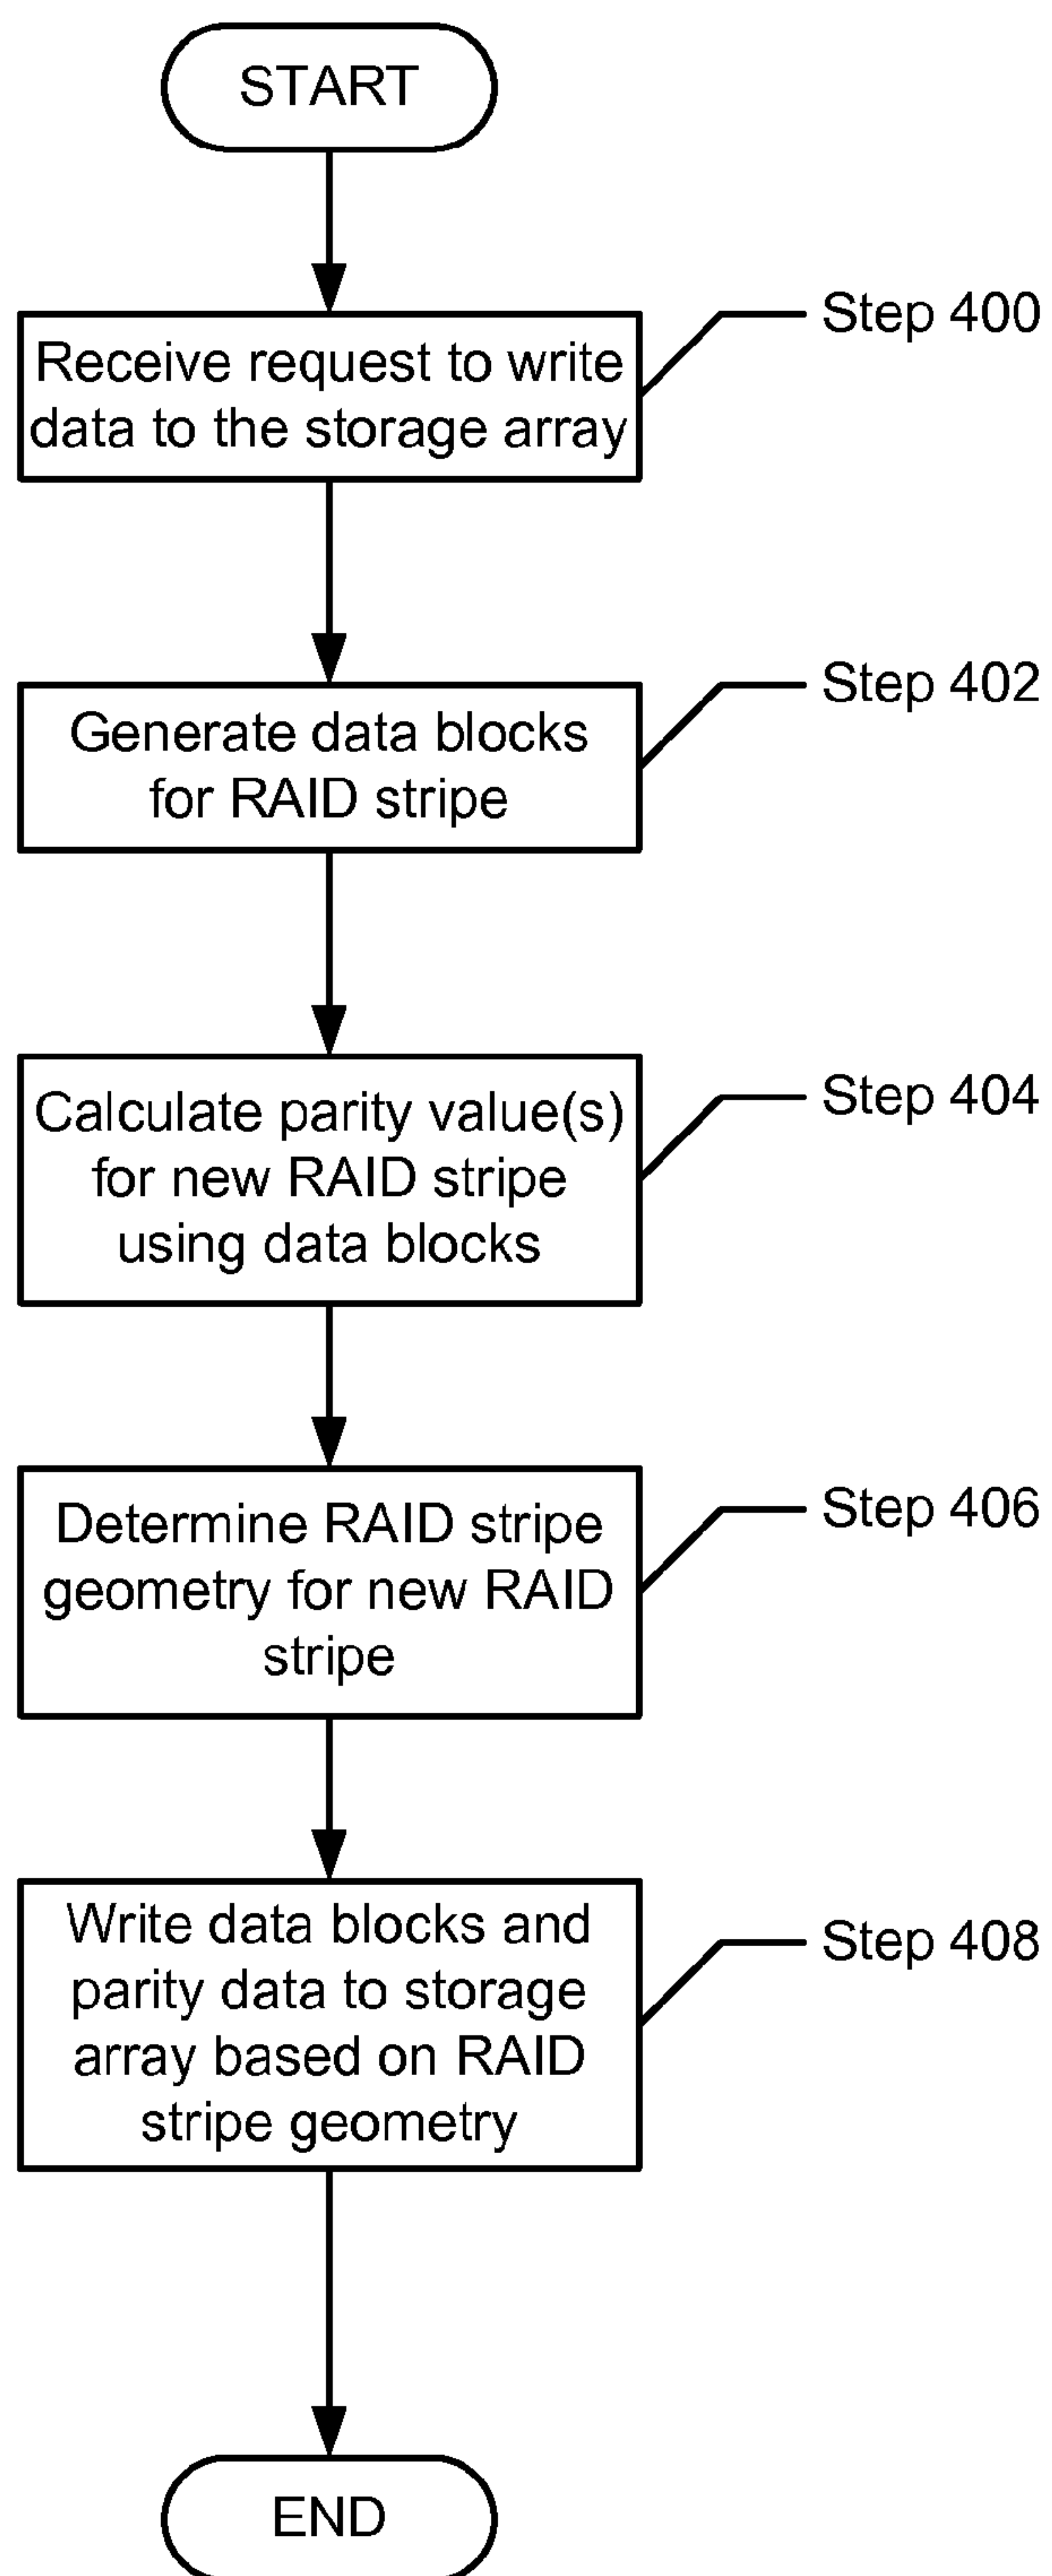 START
Receive request to write
data to the storage array
Step 400
Generate data blocks
for RAID stripe
Step 402
Calculate parity value(s)
for new RAID stripe
using data blocks
Step 404
Determine RAID stripe
geometry for new RAID
stripe
Step 406
Write data blocks and
parity data to storage
array based on RAID
stripe geometry
Step 408
END